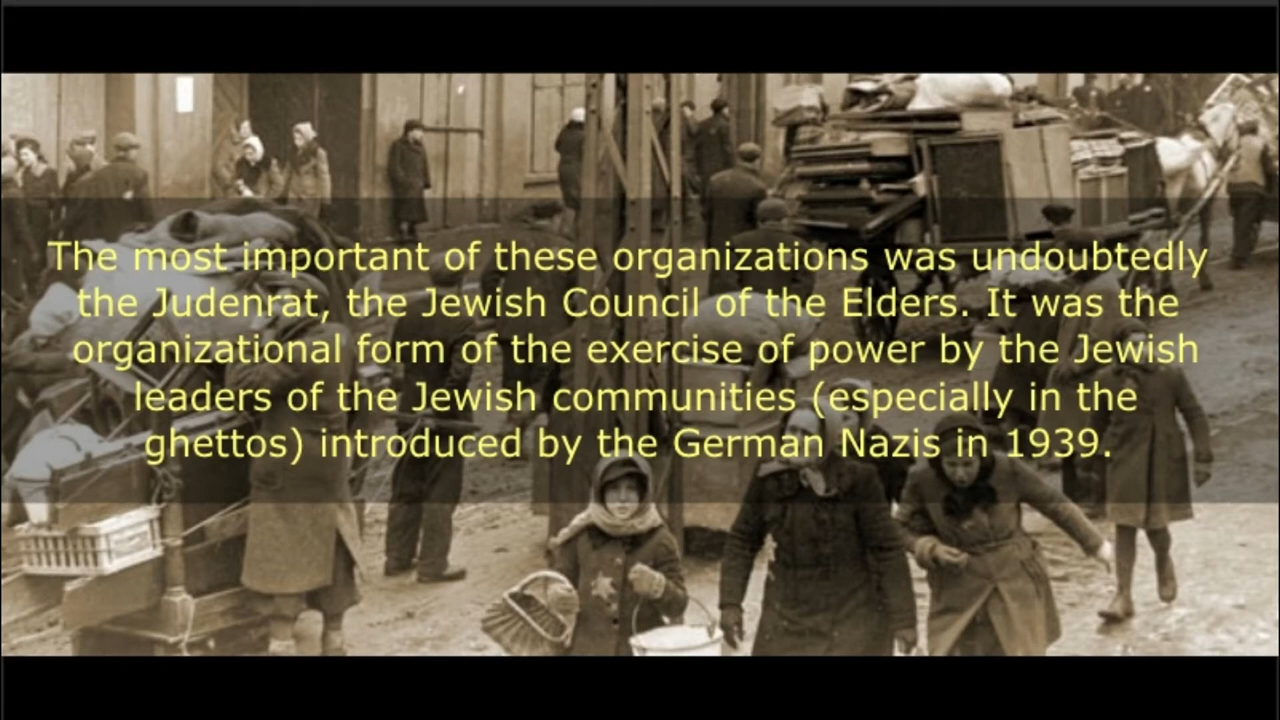 The most important of these organizations was undoubtedly
the Judenrat, the Jewish Council of the Elders. It was the
organizational form of the exercise of power by the Jewish
leaders of the Jewish communities (especially in the
ghettos) introduced by the German Nazis in 1939.